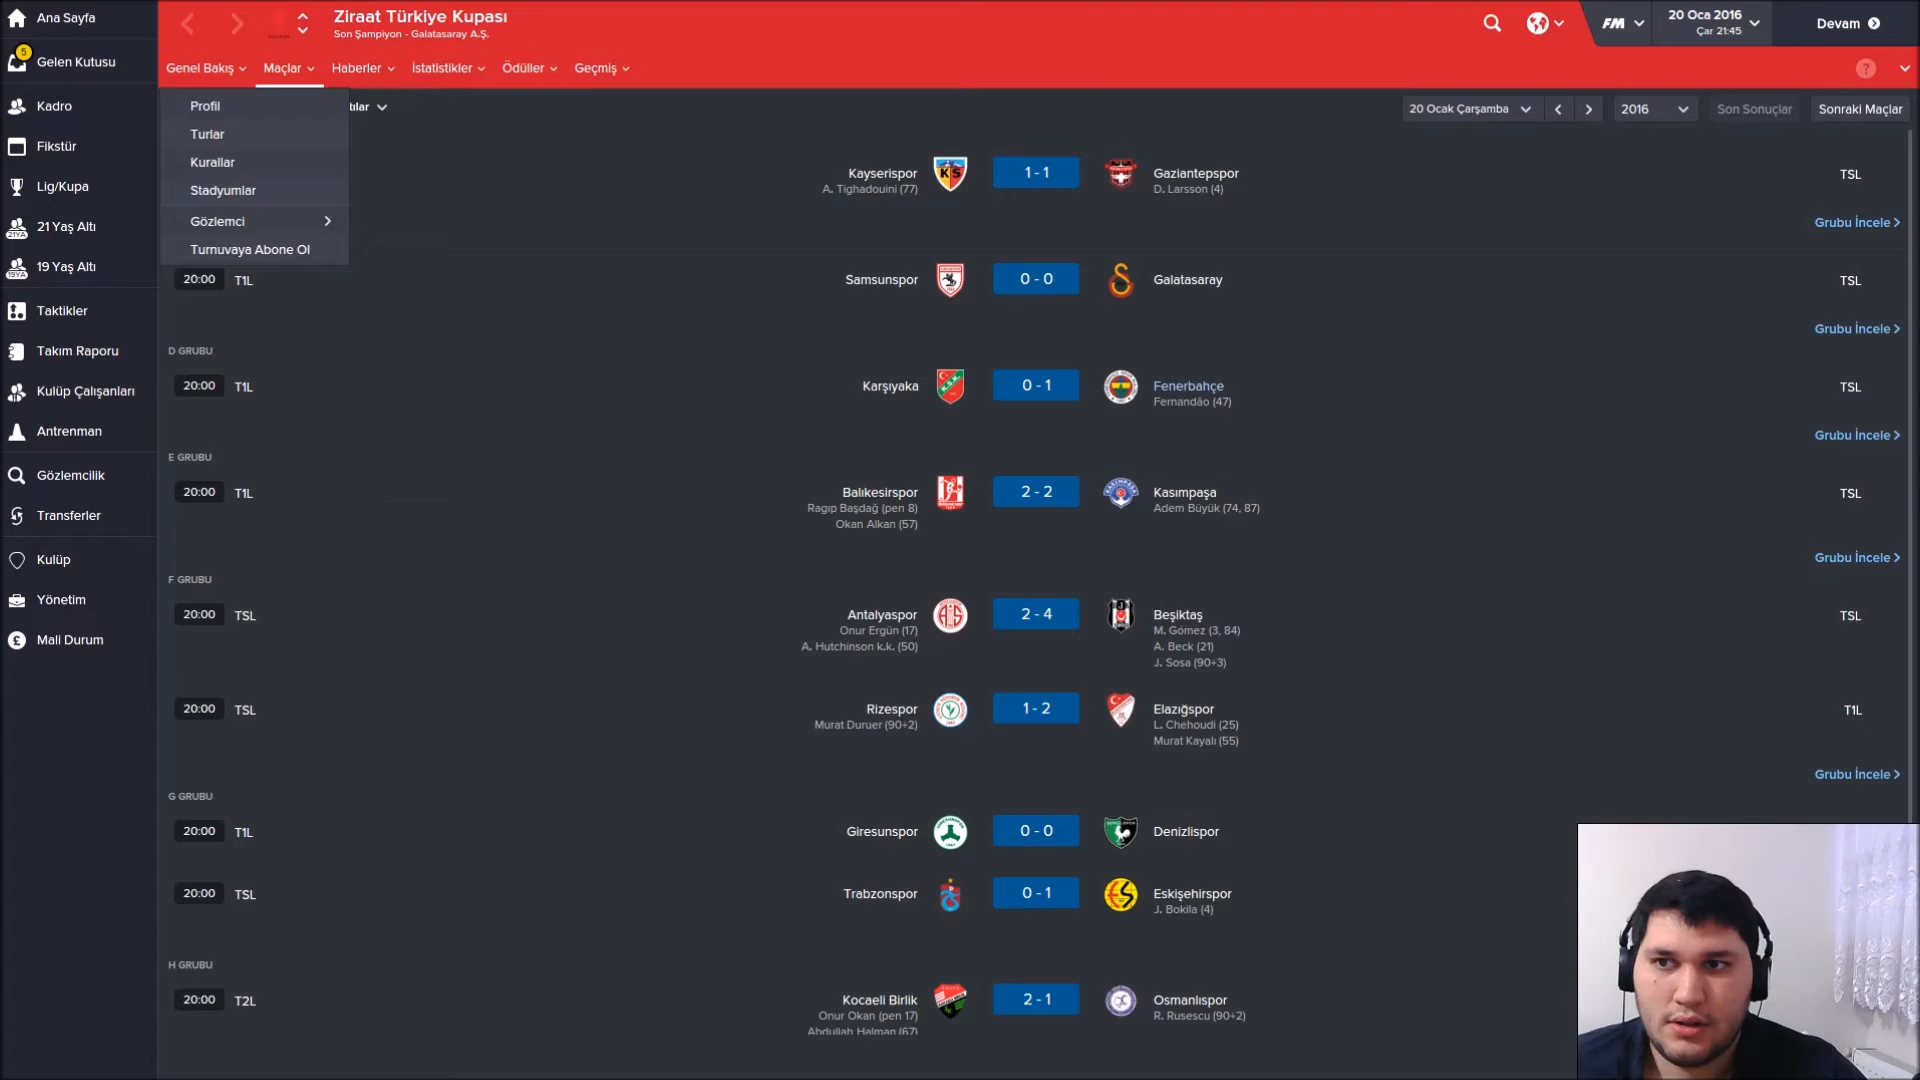 Ana Sayfa
5
Gelen Kutusu
Kadro
Fikstür
Lig/Kupa
21 Yaş Altı
21YA
19 Yaş Altı
19YA
Taktikler
Takım Raporu
Kulüp Çalışanları
Antrenman
Gözlemcilik
Transferler
Kulüp
Yönetim
Mali Durum
Ziraat Türkiye Kupası
Son Şampiyon - Galatasaray A.Ş.
FM
20 Oca 2016
Çar 21:45
Devam
Genel Bakış
Maçlar
Haberler
İstatistikler
Ödüller
Geçmiş
?
Profil
Turlar
Kurallar
Stadyumlar
Gözlemci
Turnuvaya Abone Ol
tılar
20 Ocak Çarşamba
2016
Son Sonuçlar
Sonraki Maçlar
Kayserispor 1 - 1 Gaziantepspor TSL
A. Tighadouini (77) D. Larsson (4)
Grubu İncele
20:00 T1L Samsunspor 0 - 0 Galatasaray TSL
Grubu İncele
D GRUBU
20:00 T1L Karşıyaka 0 - 1 Fenerbahçe TSL
Fernandão (47)
Grubu İncele
E GRUBU
20:00 T1L Balıkesirspor 2 - 2 Kasımpaşa TSL
Ragıp Başdağ (pen 8) Adem Büyük (74, 87)
Okan Alkan (57)
Grubu İncele
F GRUBU
20:00 TSL Antalyaspor 2 - 4 Beşiktaş TSL
Onur Ergün (17) M. Gómez (3, 84)
A. Hutchinson k.k. (50) A. Beck (21)
J. Sosa (90+3)
20:00 TSL Rizespor 1 - 2 Elazığspor T1L
Murat Duruer (90+2) L. Chehoudi (25)
Murat Kayalı (55)
Grubu İncele
G GRUBU
20:00 T1L Giresunspor 0 - 0 Denizlispor
20:00 TSL Trabzonspor 0 - 1 Eskişehirspor
J. Bokila (4)
H GRUBU
20:00 T2L Kocaeli Birlik 2 - 1 Osmanlıspor
Onur Okan (pen 17) R. Rusescu (90+2)
Abdullah Halman (67)